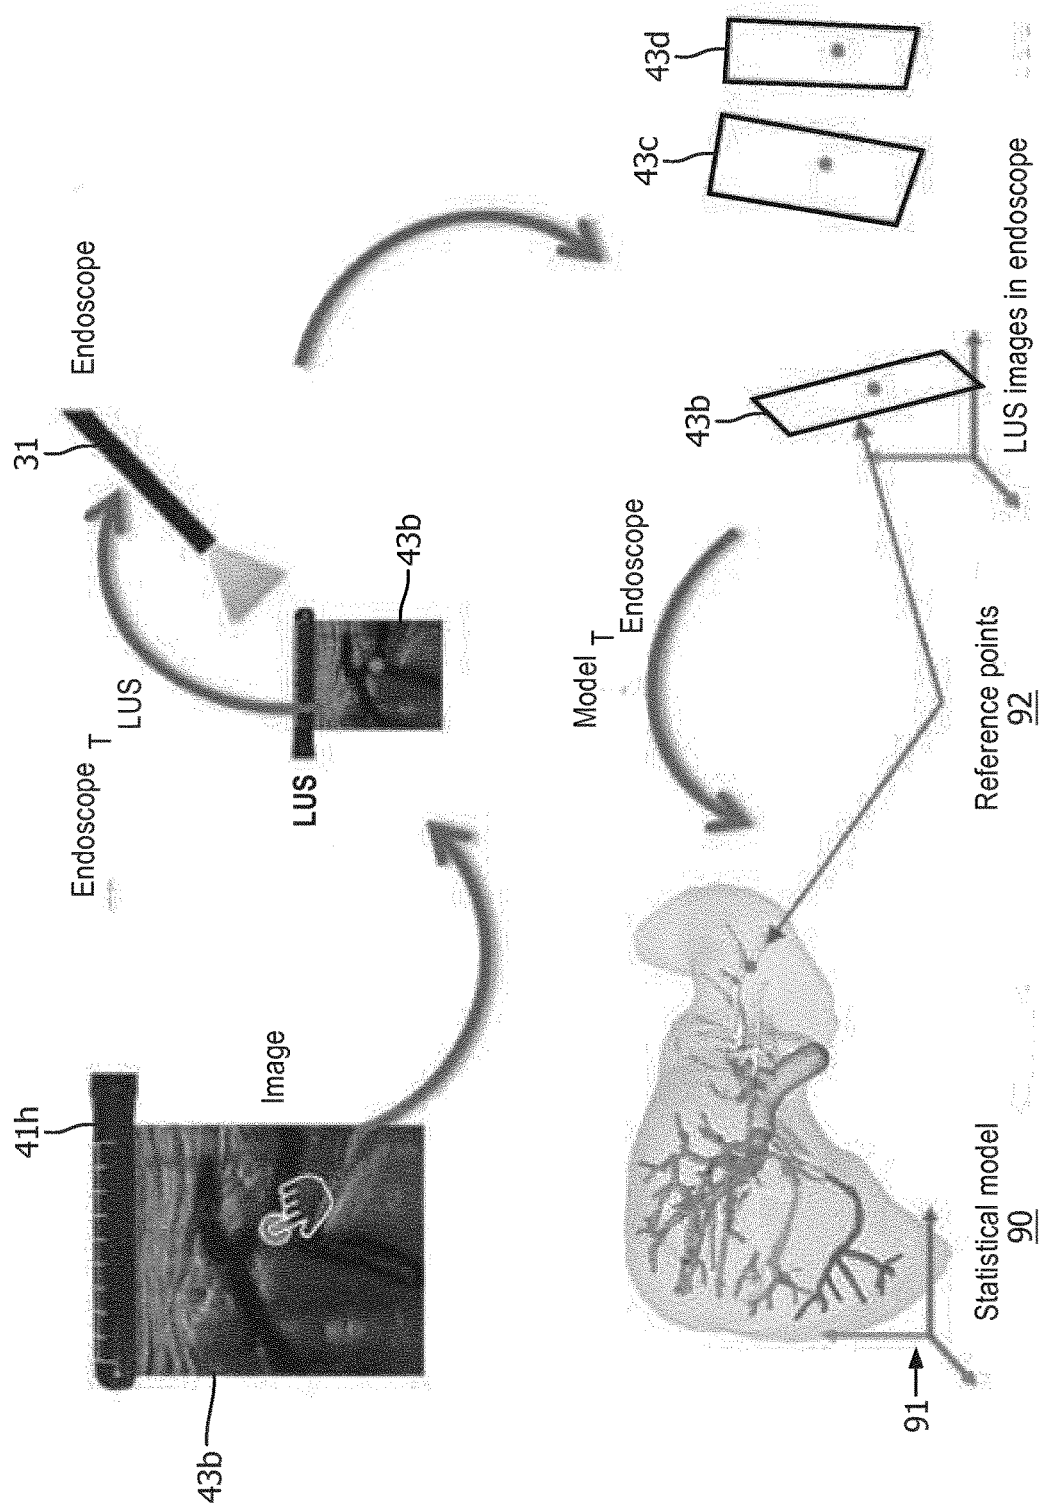 41h
43b
Image
Endoscope T LUS
LUS
43b
31
Endoscope
Statistical model
90
91
Model T Endoscope
Reference points
92
43b
43c
43d
LUS images in endoscope